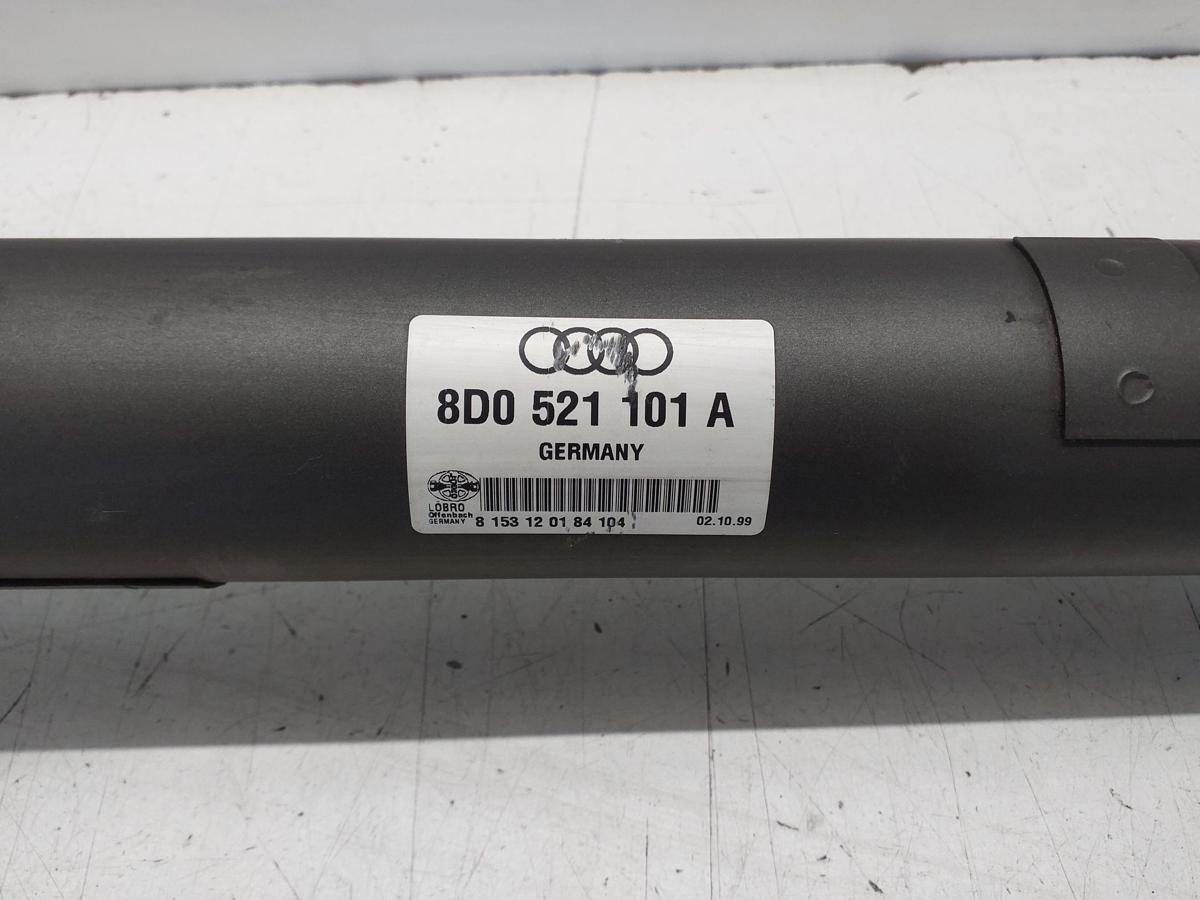 8D0 521 101 A
GERMANY
LÖBRO
Offenbach
GERMANY
8 153 12 01 84 104
02.10.99